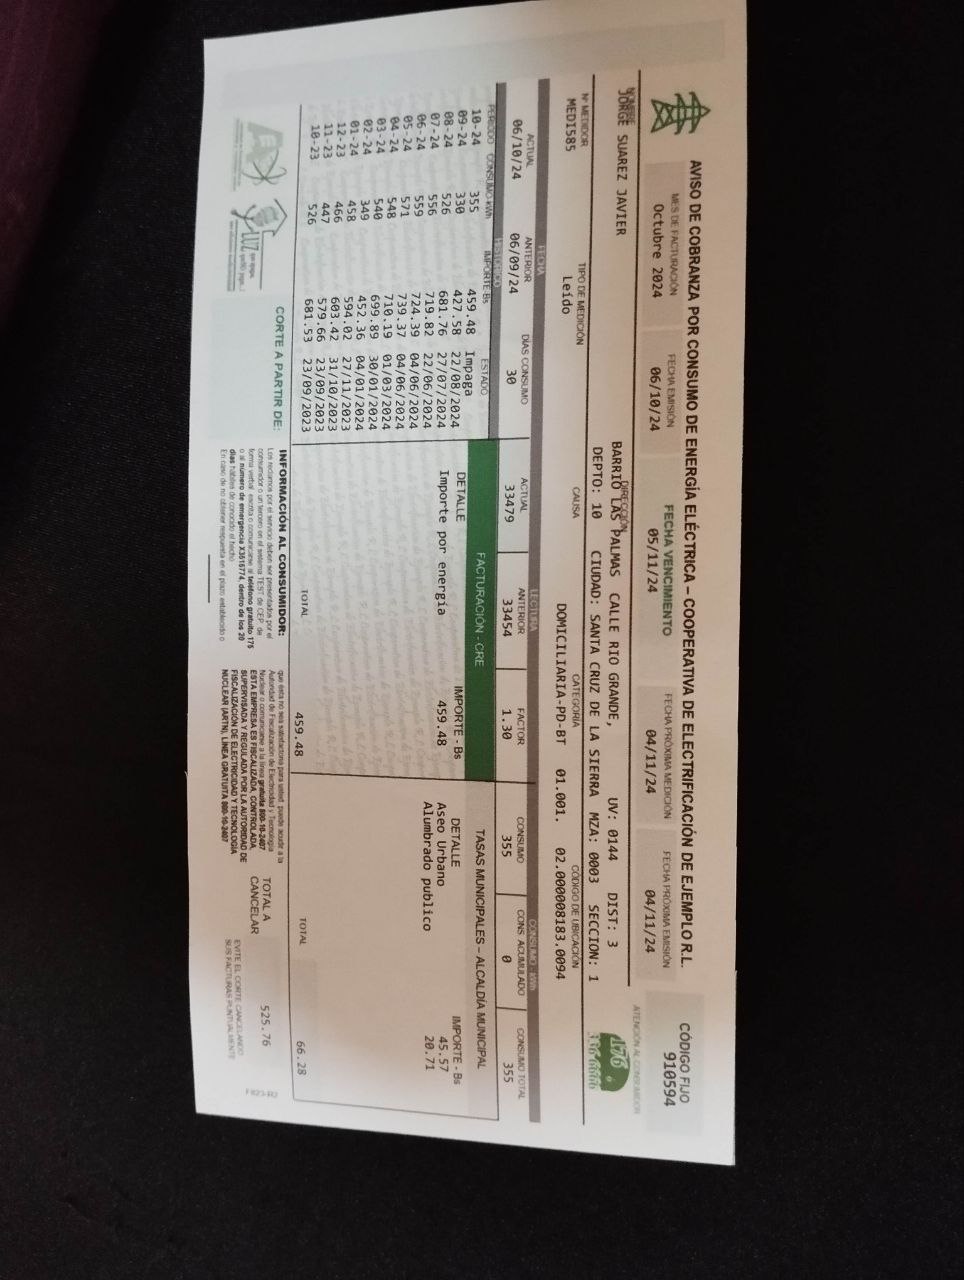 AVISO DE COBRANZA POR CONSUMO DE ENERGÍA ELÉCTRICA – COOPERATIVA DE ELECTRIFICACIÓN DE EJEMPLO R.L.
CÓDIGO FIJO
910594
MES DE FACTURACIÓN FECHA EMISIÓN FECHA VENCIMIENTO FECHA PRÓXIMA MEDICIÓN FECHA PRÓXIMA EMISIÓN
Octubre 2024 06/10/24 05/11/24 04/11/24 04/11/24
ATENCIÓN AL CONSUMIDOR
176
NOMBRE DIRECCIÓN
JORGE SUAREZ JAVIER BARRIO LAS PALMAS CALLE RIO GRANDE, UV: 0144 DIST: 3
DEPTO: 10 CIUDAD: SANTA CRUZ DE LA SIERRA MZA: 0003 SECCION: 1
N° MEDIDOR TIPO DE MEDICIÓN CAUSA CATEGORÍA CÓDIGO DE UBICACIÓN
MEDI585 Leído DOMICILIARIA-PD-BT 01.001. 02.000008183.0094
FECHA LECTURA CONSUMO - kWh
ACTUAL ANTERIOR DÍAS CONSUMO ACTUAL ANTERIOR FACTOR CONSUMO CONS. ACUMULADO CONSUMO TOTAL
06/10/24 06/09/24 30 33479 33454 1.30 355 0 355
HISTÓRICO
PERIODO CONSUMO-kWh IMPORTE-Bs ESTADO
10-24 355 459.48 Impaga
09-24 330 427.58 22/08/2024
08-24 526 681.76 27/07/2024
07-24 556 719.82 22/06/2024
06-24 559 724.39 04/06/2024
05-24 571 739.37 04/06/2024
04-24 548 710.19 01/03/2024
03-24 540 699.89 30/01/2024
02-24 349 452.36 04/01/2024
01-24 458 594.02 27/11/2023
12-23 466 603.42 31/10/2023
11-23 447 579.66 23/09/2023
10-23 526 681.53 23/09/2023
FACTURACIÓN - CRE
DETALLE IMPORTE - Bs
Importe por energía 459.48
TOTAL 459.48
TASAS MUNICIPALES – ALCALDÍA MUNICIPAL
DETALLE IMPORTE - Bs
Aseo Urbano 45.57
Alumbrado publico 20.71
TOTAL 66.28
CORTE A PARTIR DE:
INFORMACIÓN AL CONSUMIDOR:
Los reclamos por el servicio deben ser presentados por el
consumidor o un tercero en el sistema TEST de CEP, de
forma verbal, escrita o comunicarse al teléfono gratuito 176
o al número de emergencia X3616774, dentro de los 20
días hábiles de conocido el hecho
En caso de no obtener respuesta en el plazo establecido o
que ésta no sea satisfactoria para usted, puede acudir a la
Autoridad de Fiscalización de Electricidad y Tecnología
Nuclear o comunicarse a la línea gratuita 800-10-2407
ESTA EMPRESA ES FISCALIZADA, CONTROLADA,
SUPERVISADA Y REGULADA POR LA AUTORIDAD DE
FISCALIZACIÓN DE ELECTRICIDAD Y TECNOLOGÍA
NUCLEAR (AETN), LÍNEA GRATUITA 800-10-2407
TOTAL A
CANCELAR
525.76
EVITE EL CORTE CANCELANDO
SUS FACTURAS PUNTUALMENTE